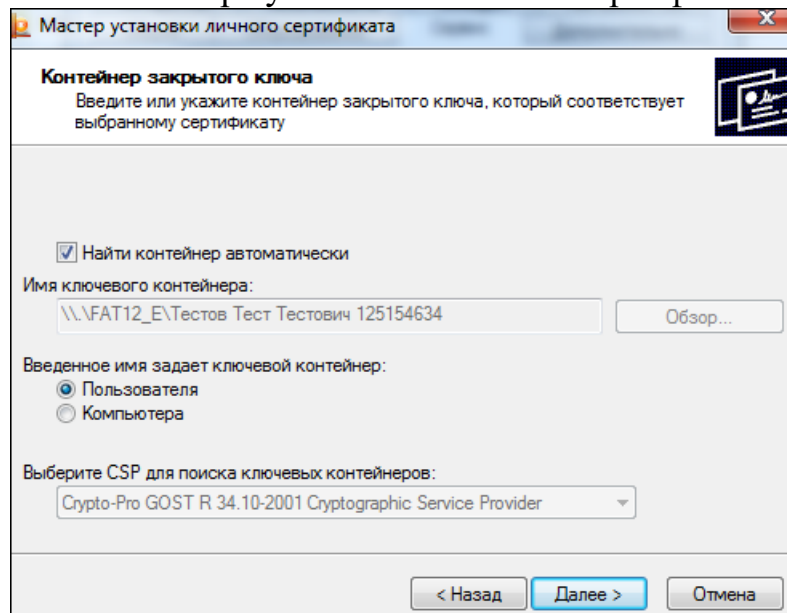 Мастер установки личного сертификата
Контейнер закрытого ключа
Введите или укажите контейнер закрытого ключа, который соответствует
выбранному сертификату
Найти контейнер автоматически
Имя ключевого контейнера:
\\.\FAT12_E\Тестов Тест Тестович 125154634
Обзор...
Введенное имя задает ключевой контейнер:
Пользователя
Компьютера
Выберите CSP для поиска ключевых контейнеров:
Crypto-Pro GOST R 34.10-2001 Cryptographic Service Provider
< Назад Далее > Отмена